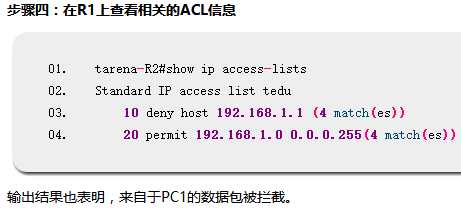 步骤四：在R1上查看相关的ACL信息
01. tarena-R2#show ip access-lists
02. Standard IP access list tedu
03. 10 deny host 192.168.1.1 (4 match(es))
04. 20 permit 192.168.1.0 0.0.0.255(4 match(es))
输出结果也表明，来自于PC1的数据包被拦截。